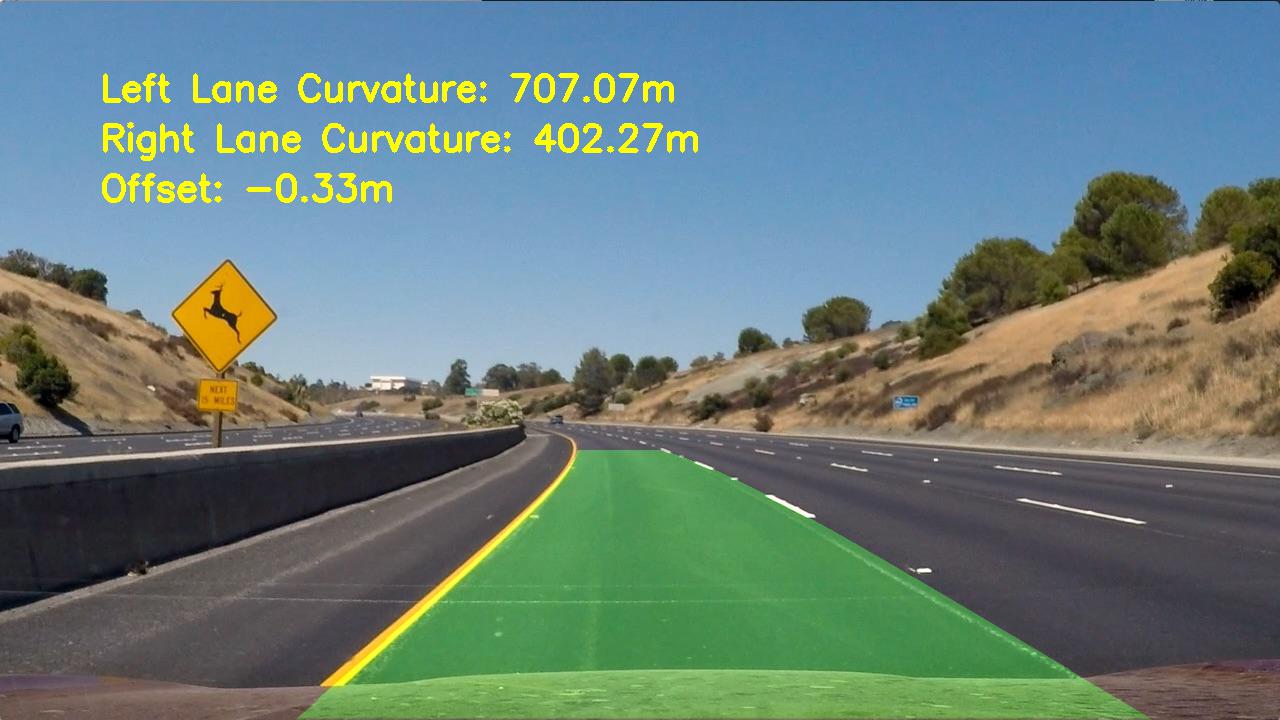 Left Lane Curvature: 707.07m
Right Lane Curvature: 402.27m
Offset: -0.33m
NEXT
15 MILES